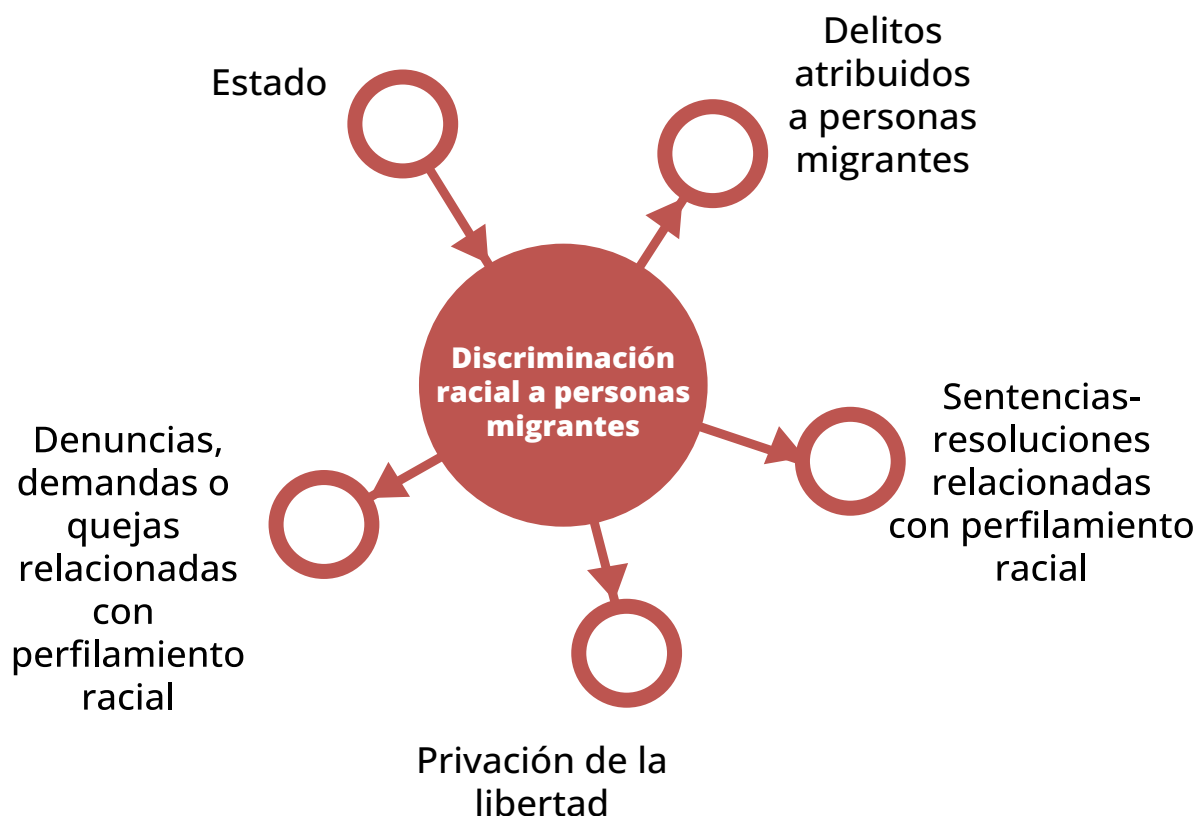 Estado
Delitos
atribuidos
a personas
migrantes
Discriminación
racial a personas
migrantes
Sentencias-
resoluciones
relacionadas
con perfilamiento
racial
Denuncias,
demandas o
quejas
relacionadas
con
perfilamiento
racial
Privación de la
libertad